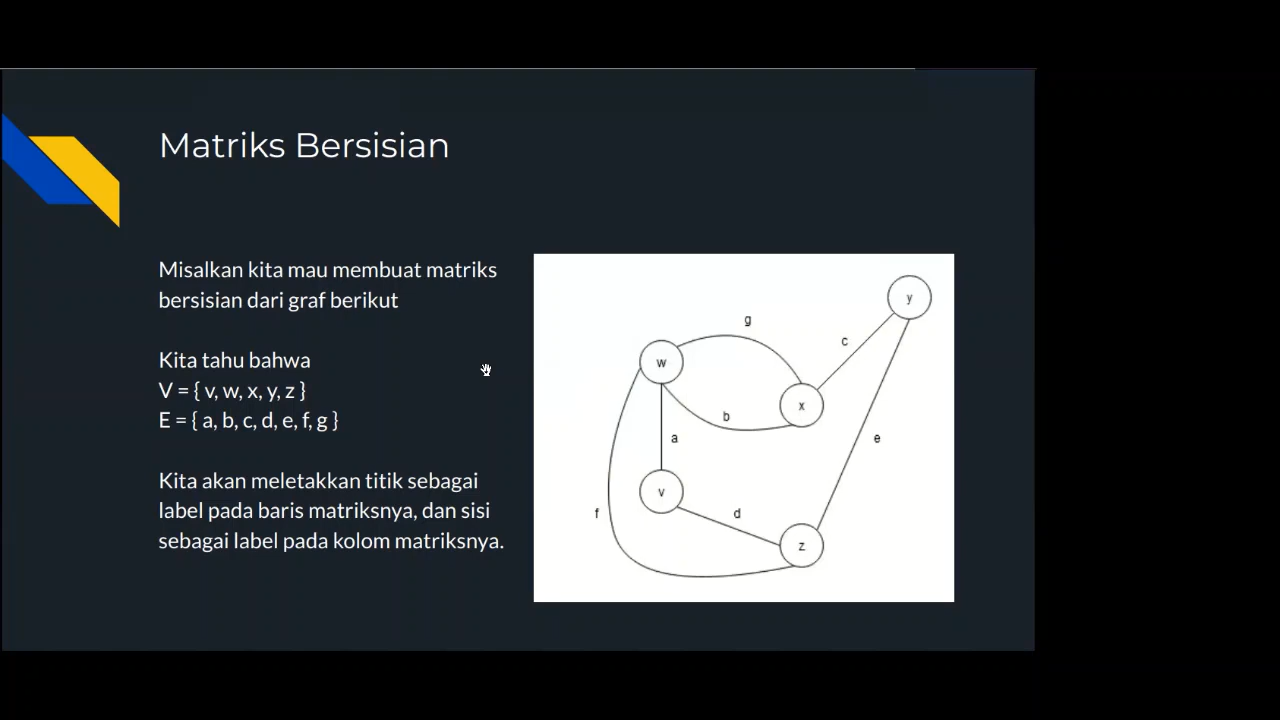 Matriks Bersisian
Misalkan kita mau membuat matriks
bersisian dari graf berikut
Kita tahu bahwa
V = { v, w, x, y, z }
E = { a, b, c, d, e, f, g }
Kita akan meletakkan titik sebagai
label pada baris matriksnya, dan sisi
sebagai label pada kolom matriksnya.
y
g
c
w
x
b
a
e
v
d
f
z